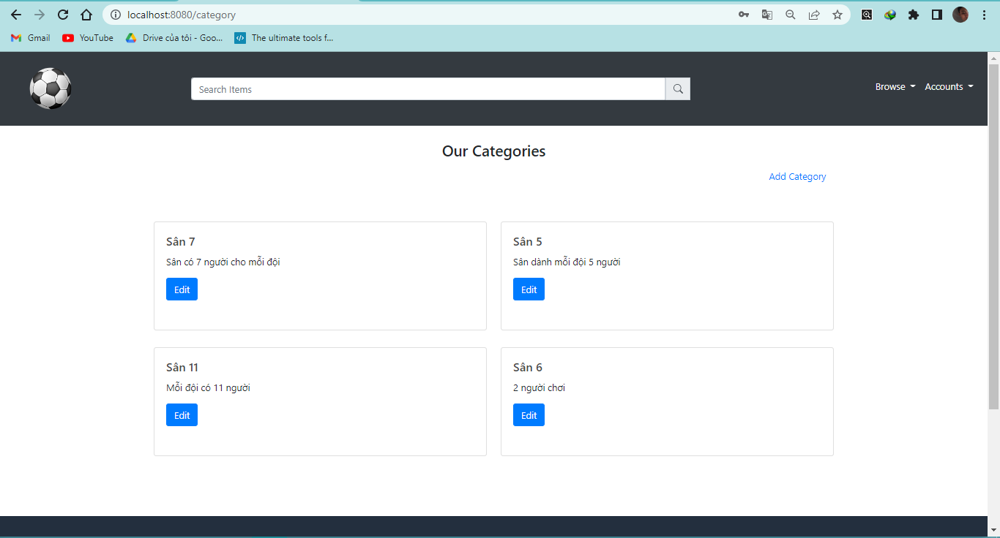 localhost:8080/category
Gmail YouTube Drive của tôi - Goo... The ultimate tools f...
Search Items
Browse Accounts
Our Categories
Add Category
Sân 7
Sân có 7 người cho mỗi đội
Edit
Sân 5
Sân dành mỗi đội 5 người
Edit
Sân 11
Mỗi đội có 11 người
Edit
Sân 6
2 người chơi
Edit